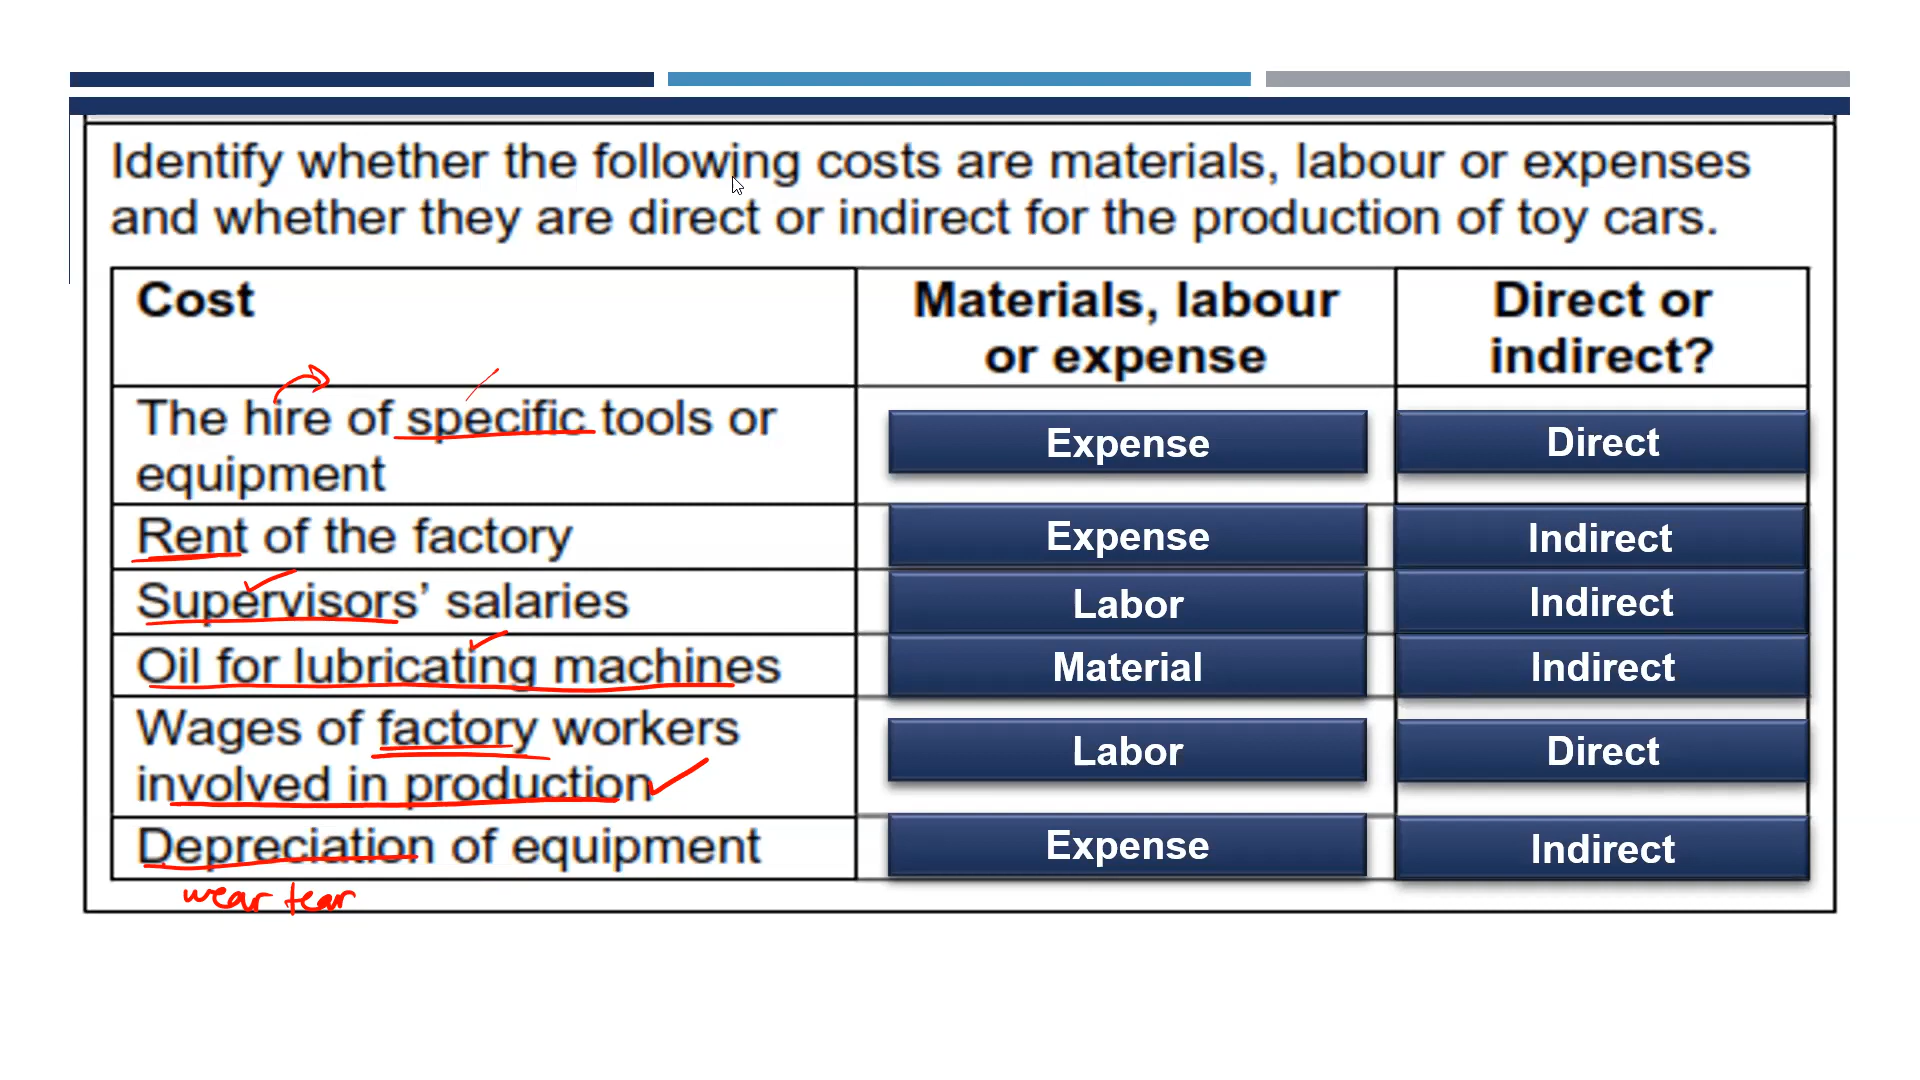 Identify whether the following costs are materials, labour or expenses
and whether they are direct or indirect for the production of toy cars.
Cost
Materials, labour
or expense
Direct or
indirect?
The hire of specific tools or
equipment
Expense
Direct
Rent of the factory
Expense
Indirect
Supervisors’ salaries
Labor
Indirect
Oil for lubricating machines
Material
Indirect
Wages of factory workers
involved in production
Labor
Direct
Depreciation of equipment
Expense
Indirect
wear tear